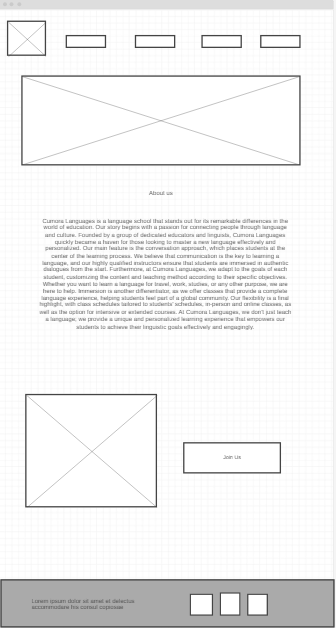 About us
Cumora Languages is a language school that stands out for its remarkable differences in the
world of education. Our story begins with a passion for connecting people through language
and culture. Founded by a group of dedicated educators and linguists, Cumora Languages
quickly became a haven for those looking to master a new language effectively and
personalized. Our main feature is the conversation approach, which places students at the
center of the learning process. We believe that communication is the key to learning a
language, and our highly qualified instructors ensure that students are immersed in authentic
dialogues from the start. Furthermore, at Cumora Languages, we adapt to the goals of each
student, customizing the content and teaching method according to their specific objectives.
Whether you want to learn a language for travel, work, studies, or any other purpose, we are
here to help. Immersion is another differentiator, as we offer classes that provide a complete
language experience, helping students feel part of a global community. Our flexibility is a final
highlight, with class schedules tailored to students' schedules, in-person and online classes, as
well as the option for intensive or extended courses. At Cumora Languages, we don't just teach
a language; we provide a unique and personalized learning experience that empowers our
students to achieve their linguistic goals effectively and engagingly.
Join Us
Lorem ipsum dolor sit amet et delectus
accommodare his consul copiosae